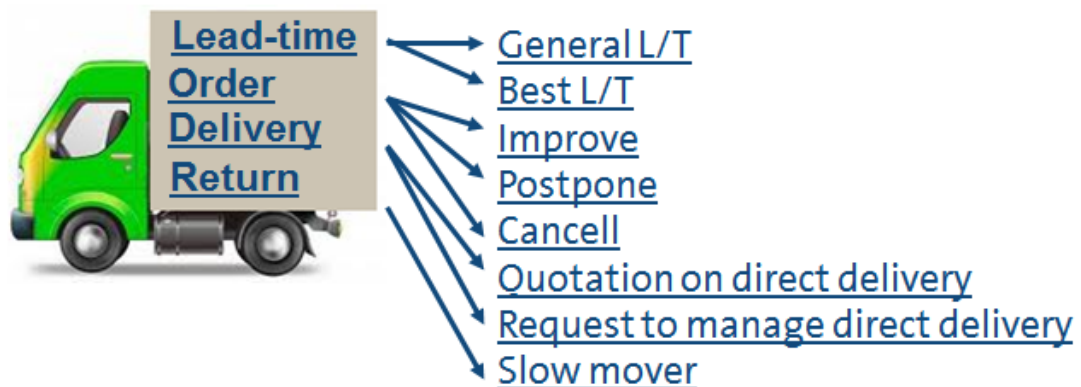 Lead-time
Order
Delivery
Return
General L/T
Best L/T
Improve
Postpone
Cancell
Quotation on direct delivery
Request to manage direct delivery
Slow mover